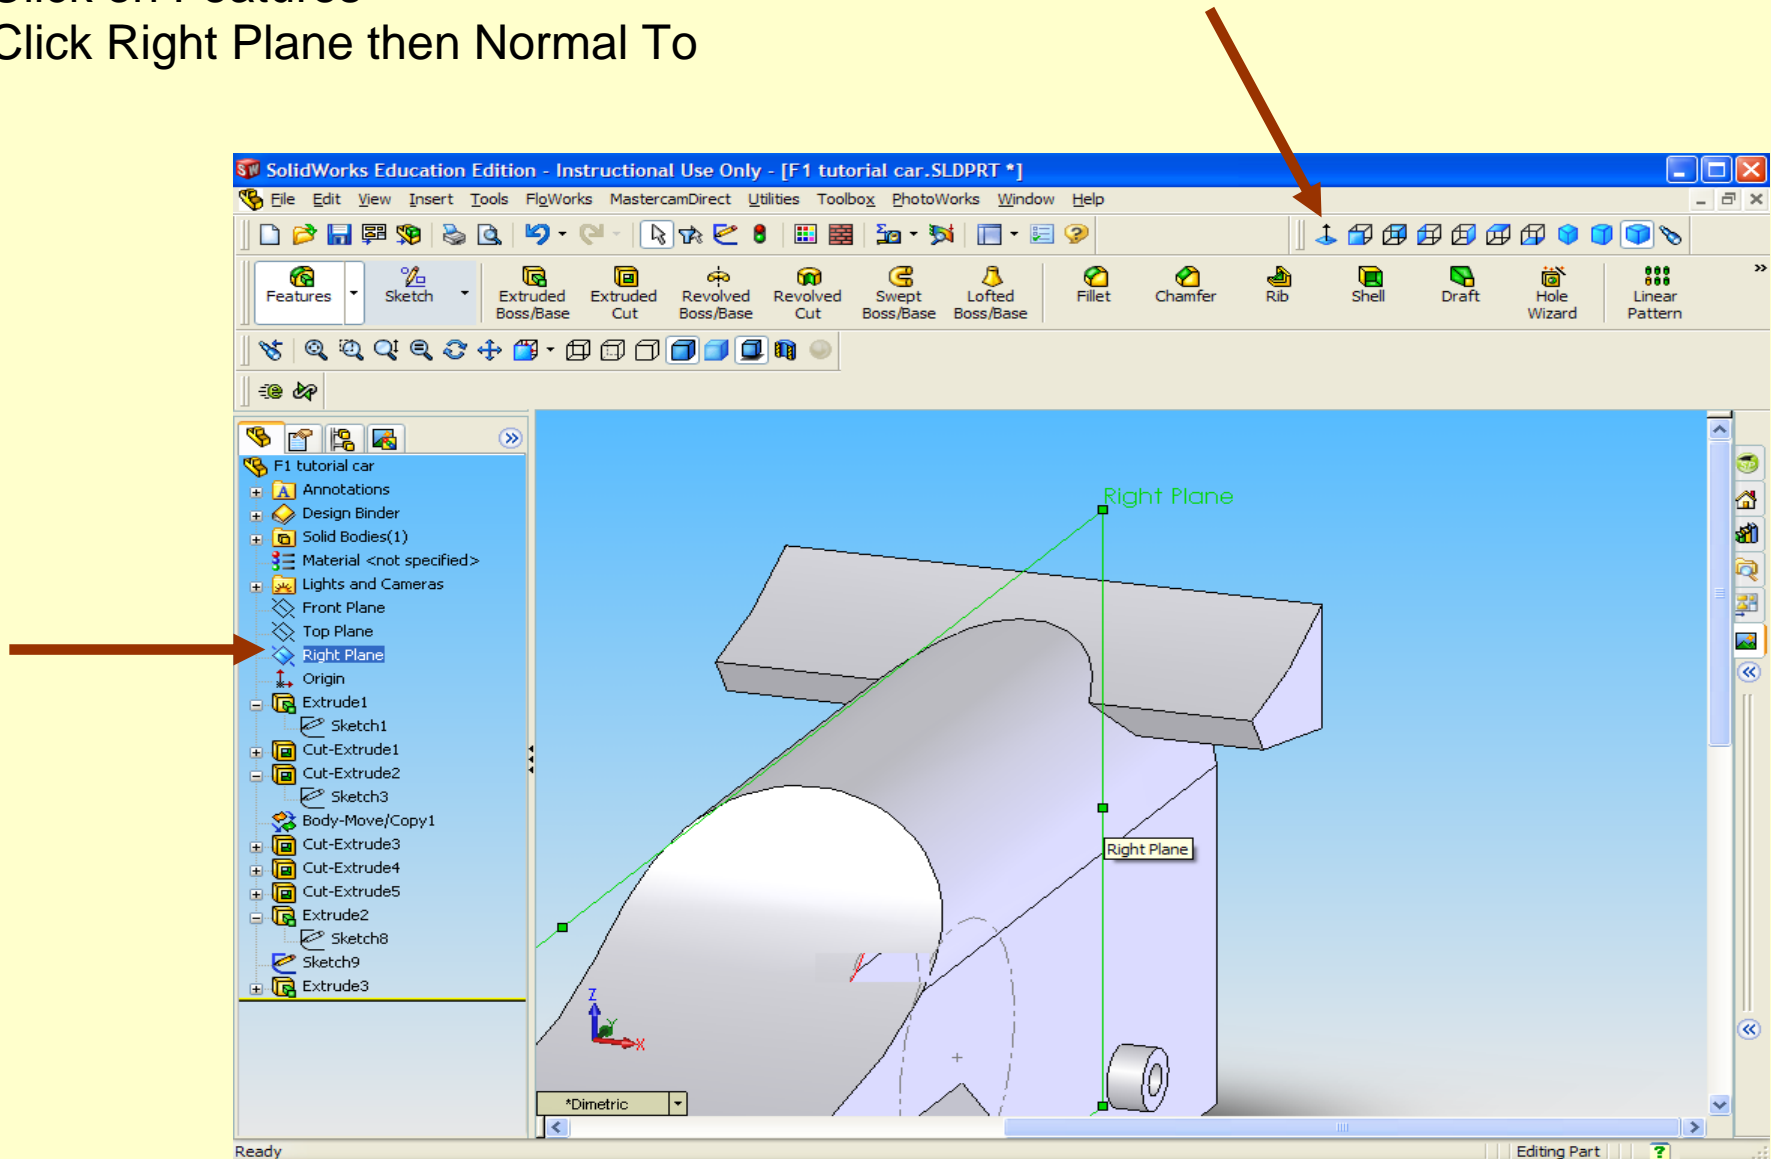 Click on Features
Click Right Plane then Normal To
SolidWorks Education Edition - Instructional Use Only - [F1 tutorial car.SLDPRT *]
File Edit View Insert Tools FloWorks MastercamDirect Utilities Toolbox PhotoWorks Window Help
Features Sketch Extruded Boss/Base Extruded Cut Revolved Boss/Base Revolved Cut Swept Boss/Base Lofted Boss/Base Fillet Chamfer Rib Shell Draft Hole Wizard Linear Pattern
F1 tutorial car
Annotations
Design Binder
Solid Bodies(1)
Material <not specified>
Lights and Cameras
Front Plane
Top Plane
Right Plane
Origin
Extrude1
Sketch1
Cut-Extrude1
Cut-Extrude2
Sketch3
Body-Move/Copy1
Cut-Extrude3
Cut-Extrude4
Cut-Extrude5
Extrude2
Sketch8
Sketch9
Extrude3
Right Plane
Right Plane
Z
Y
X
*Dimetric
Ready
Editing Part